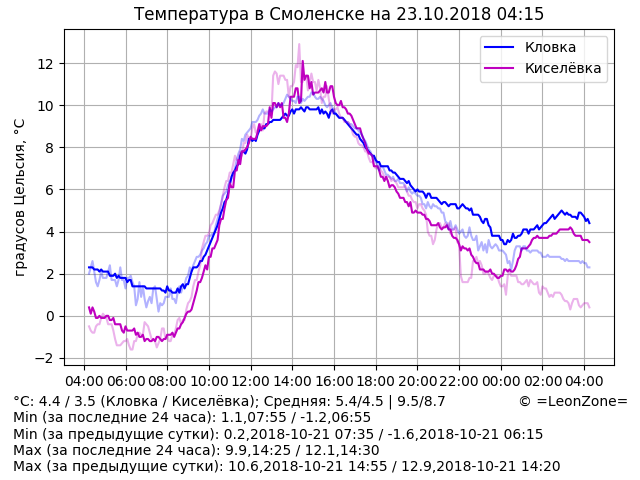 Температура в Смоленске на 23.10.2018 04:15
Кловка
Киселёвка
градусов Цельсия, °C
12
10
8
6
4
2
0
−2
04:00 06:00 08:00 10:00 12:00 14:00 16:00 18:00 20:00 22:00 00:00 02:00 04:00
°C: 4.4 / 3.5 (Кловка / Киселёвка); Средняя: 5.4/4.5 | 9.5/8.7 © =LeonZone=
Min (за последние 24 часа): 1.1,07:55 / -1.2,06:55
Min (за предыдущие сутки): 0.2,2018-10-21 07:35 / -1.6,2018-10-21 06:15
Max (за последние 24 часа): 9.9,14:25 / 12.1,14:30
Max (за предыдущие сутки): 10.6,2018-10-21 14:55 / 12.9,2018-10-21 14:20